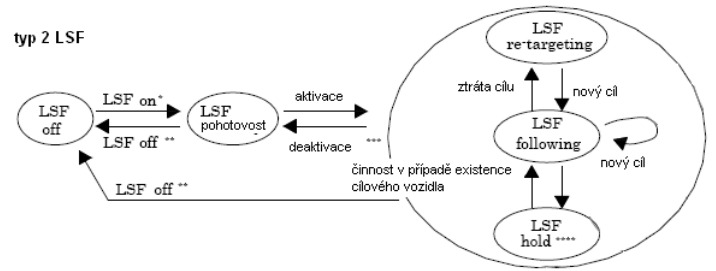 typ 2 LSF
LSF
off
LSF on*
LSF off **
LSF
pohotovost
aktivace
deaktivace
***
LSF off **
činnost v případě existence
cílového vozidla
LSF
re-targeting
ztráta cílu
nový cíl
LSF
following
nový cíl
LSF
hold ****